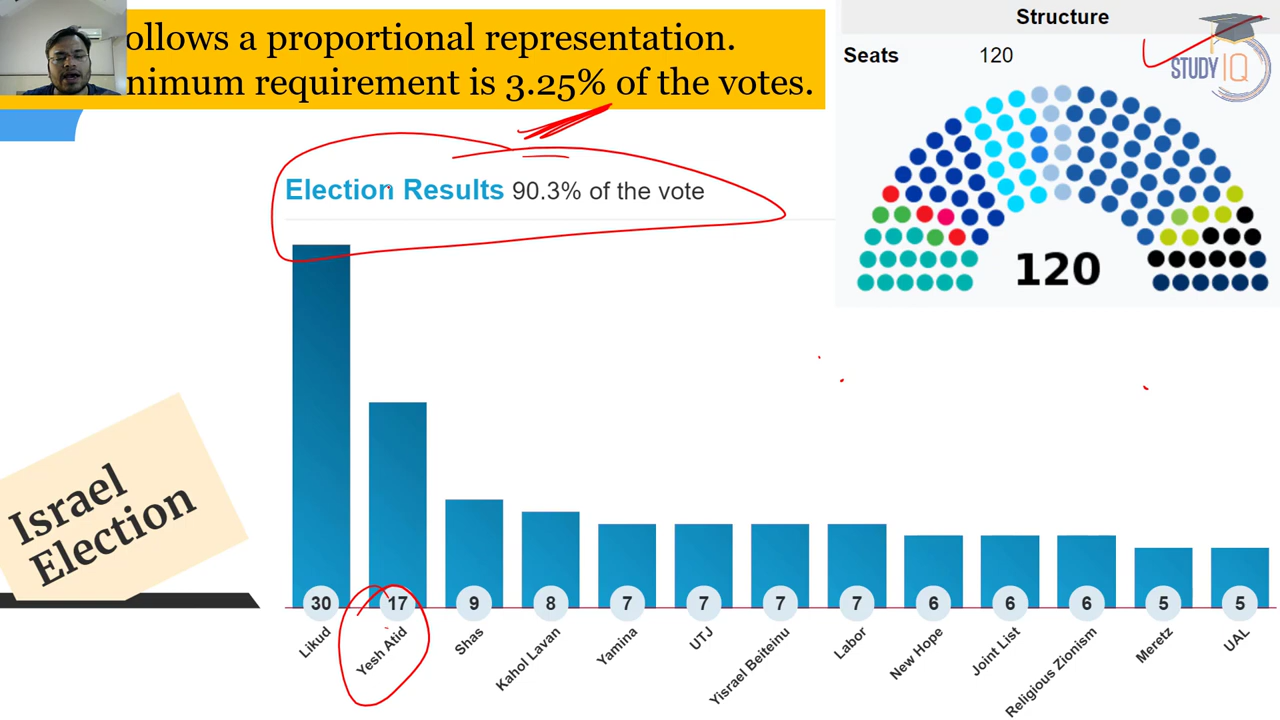 ollows a proportional representation.
nimum requirement is 3.25% of the votes.
Structure
Seats 120
STUDY IQ
120
Election Results 90.3% of the vote
Israel
Election
30 17 9 8 7 7 7 7 6 6 6 5 5
Likud
Yesh Atid
Shas
Kahol Lavan
Yamina
UTJ
Yisrael Beiteinu
Labor
New Hope
Joint List
Religious Zionism
Meretz
UAL